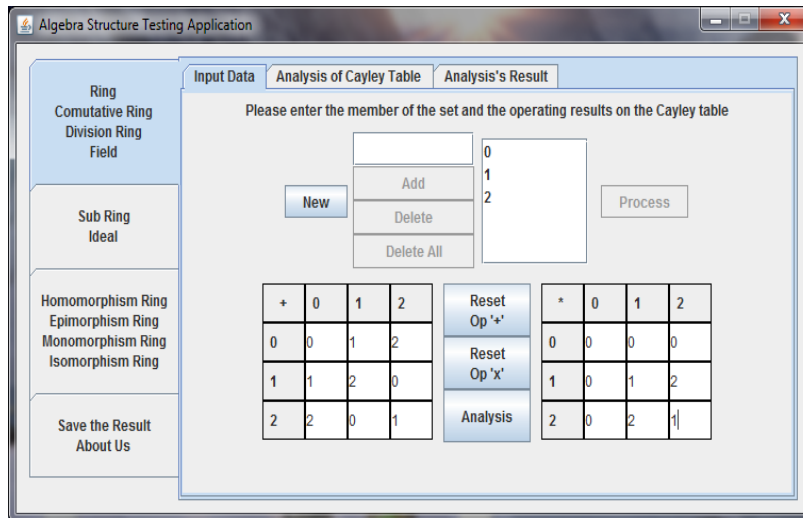 Algebra Structure Testing Application
X
Ring
Comutative Ring
Division Ring
Field
Sub Ring
Ideal
Homomorphism Ring
Epimorphism Ring
Monomorphism Ring
Isomorphism Ring
Save the Result
About Us
Input Data Analysis of Cayley Table Analysis's Result
Please enter the member of the set and the operating results on the Cayley table
New
Add
Delete
Delete All
0
1
2
Process
+ 0 1 2
0 0 1 2
1 1 2 0
2 2 0 1
Reset
Op '+'
Reset
Op 'x'
Analysis
* 0 1 2
0 0 0 0
1 0 1 2
2 0 2 1